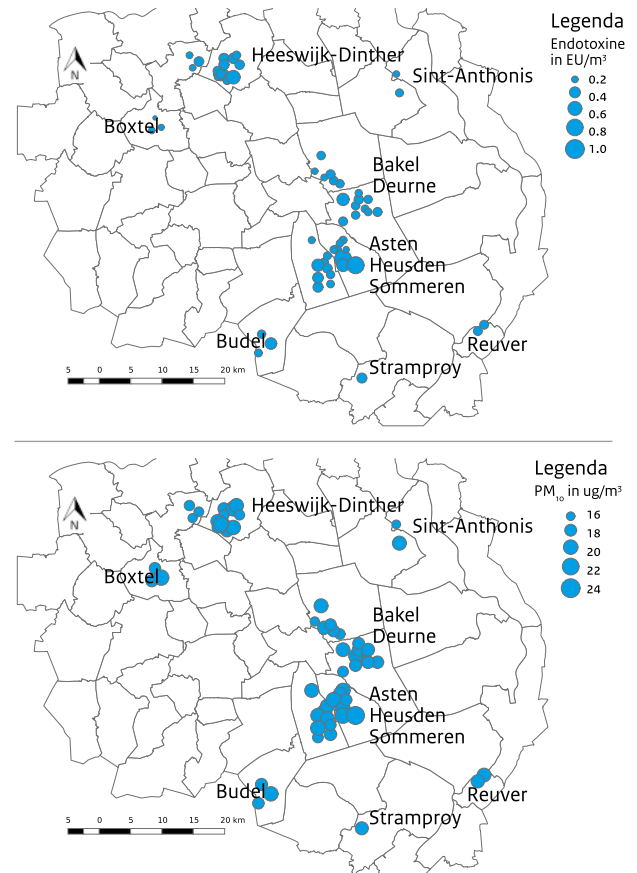 Legenda
Endotoxine
in EU/m³
0.2
0.4
0.6
0.8
1.0
Heeswijk-Dinther
Sint-Anthonis
N
Boxtel
Bakel
Deurne
Asten
Heusden
Sommeren
Budel
Reuver
Stramproy
5 0 5 10 15 20 km
Legenda
PM₁₀ in ug/m³
16
18
20
22
24
Heeswijk-Dinther
Sint-Anthonis
N
Boxtel
Bakel
Deurne
Asten
Heusden
Sommeren
Budel
Reuver
Stramproy
5 0 5 10 15 20 km